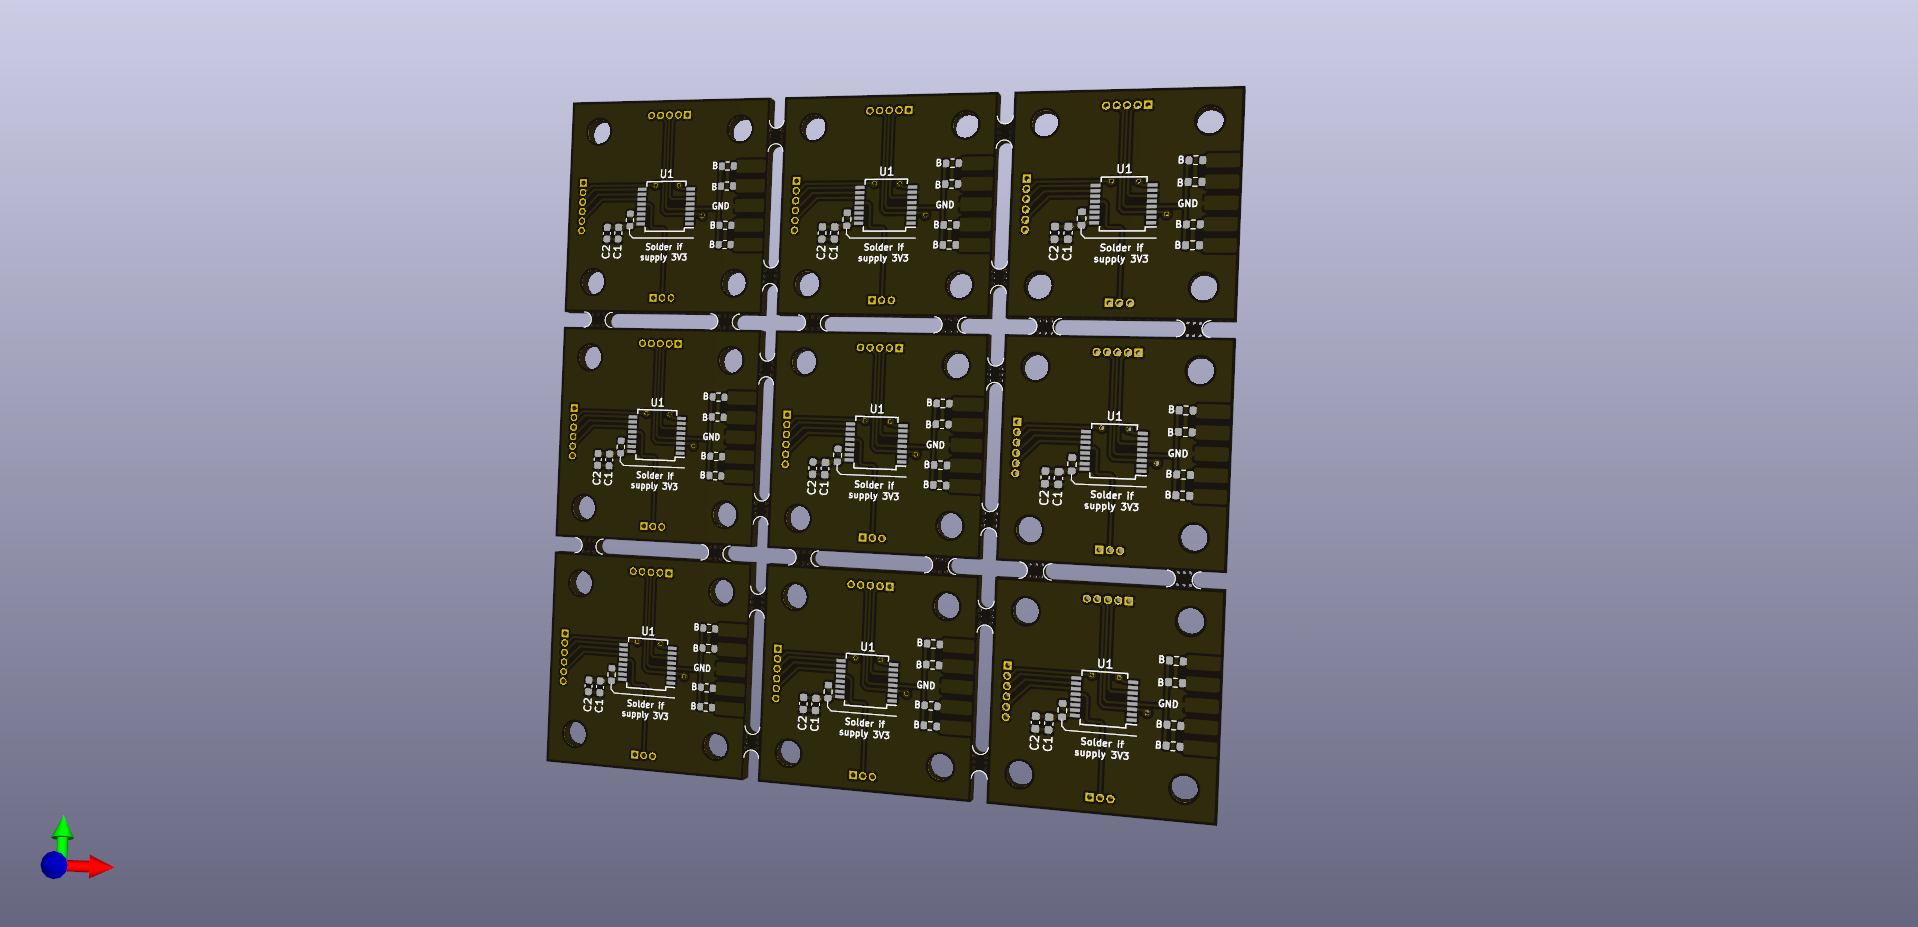 U1
B
B
GND
B
B
C2
C1
Solder if
supply 3V3
U1
B
B
GND
B
B
C2
C1
Solder if
supply 3V3
U1
B
B
GND
B
B
C2
C1
Solder if
supply 3V3
U1
B
B
GND
B
B
C2
C1
Solder if
supply 3V3
U1
B
B
GND
B
B
C2
C1
Solder if
supply 3V3
U1
B
B
GND
B
B
C2
C1
Solder if
supply 3V3
U1
B
B
GND
B
B
C2
C1
Solder if
supply 3V3
U1
B
B
GND
B
B
C2
C1
Solder if
supply 3V3
U1
B
B
GND
B
B
C2
C1
Solder if
supply 3V3